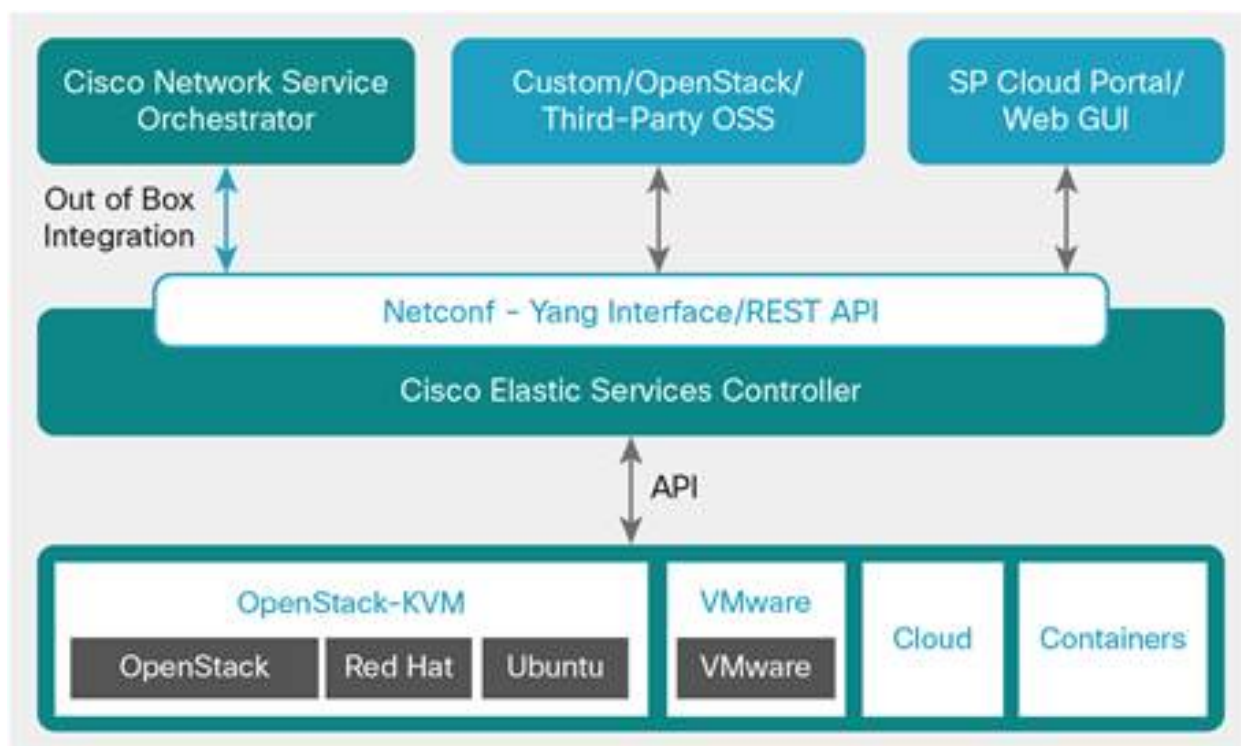 Cisco Network Service
Orchestrator
Custom/OpenStack/
Third-Party OSS
SP Cloud Portal/
Web GUI
Out of Box
Integration
Netconf - Yang Interface/REST API
Cisco Elastic Services Controller
API
OpenStack-KVM
OpenStack
Red Hat
Ubuntu
VMware
VMware
Cloud
Containers